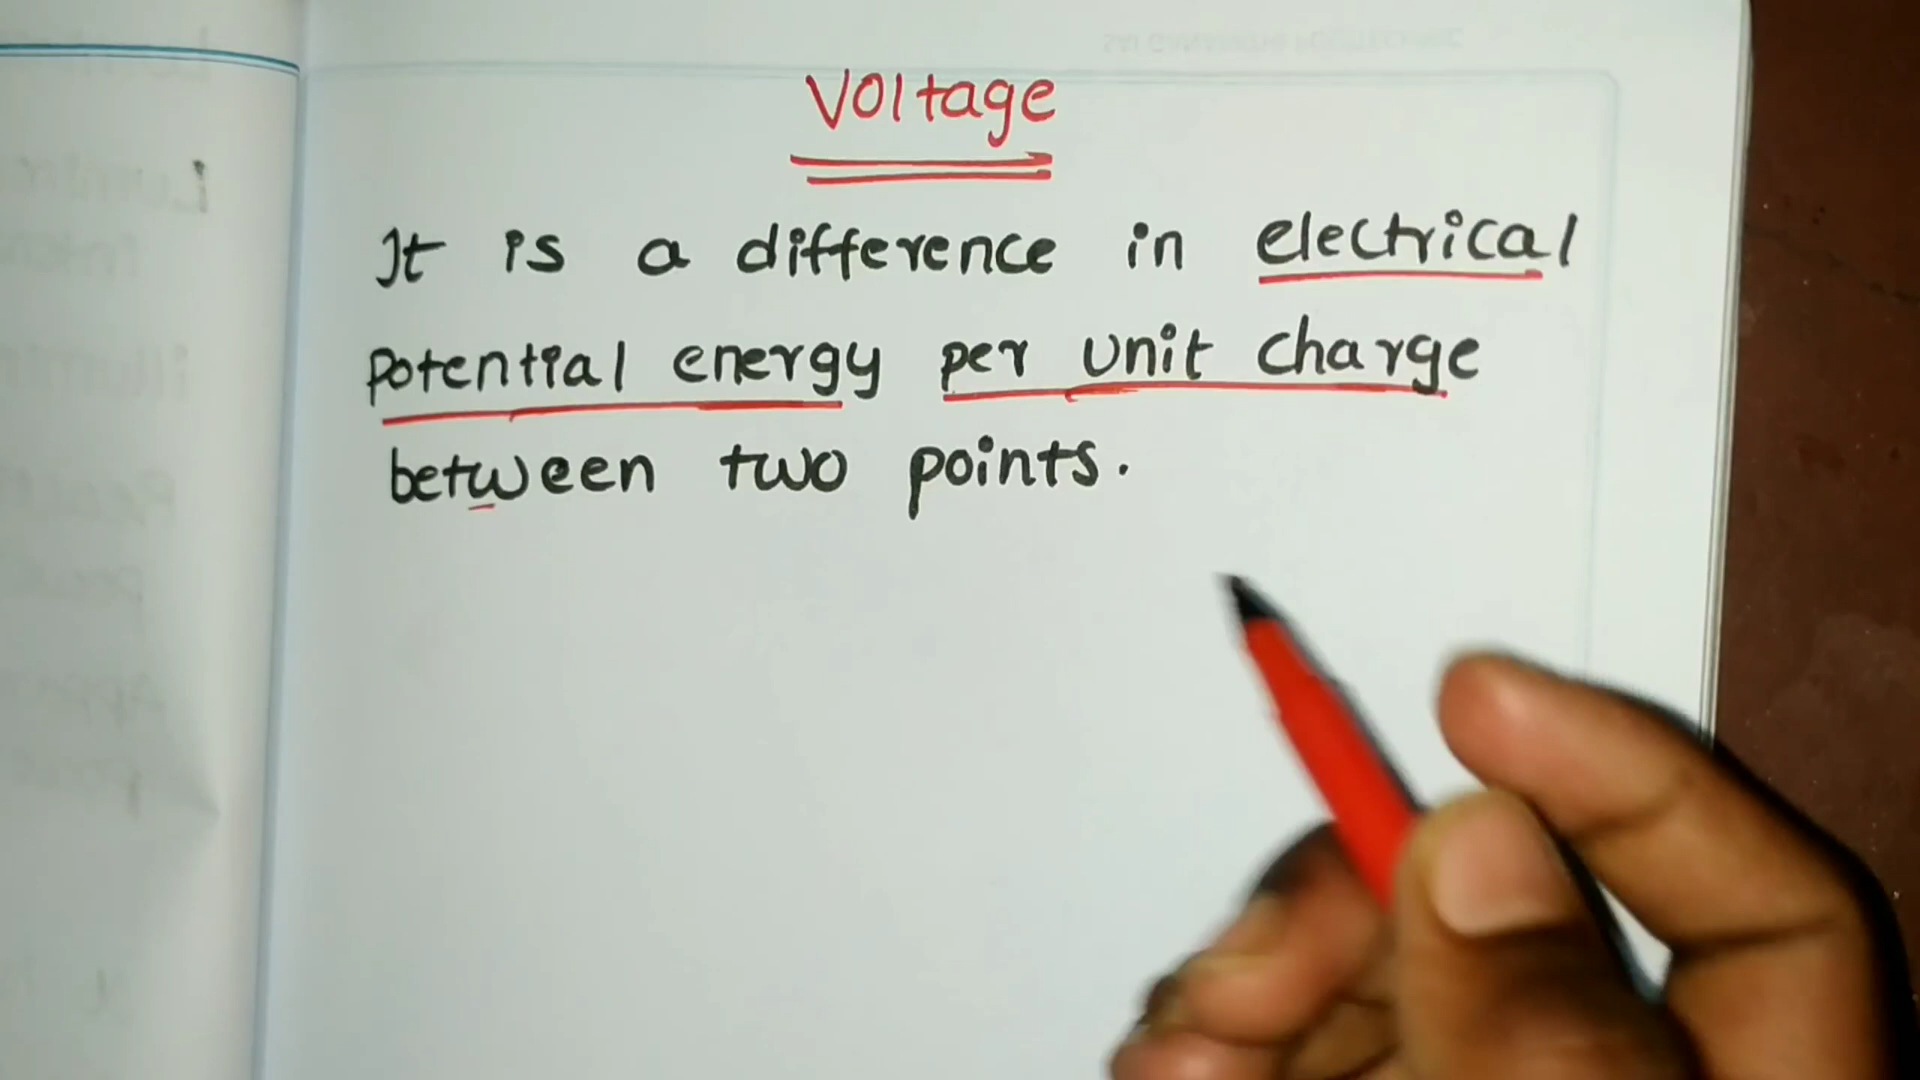 Voltage
It is a difference in electrical
potential energy per unit charge
between two points.